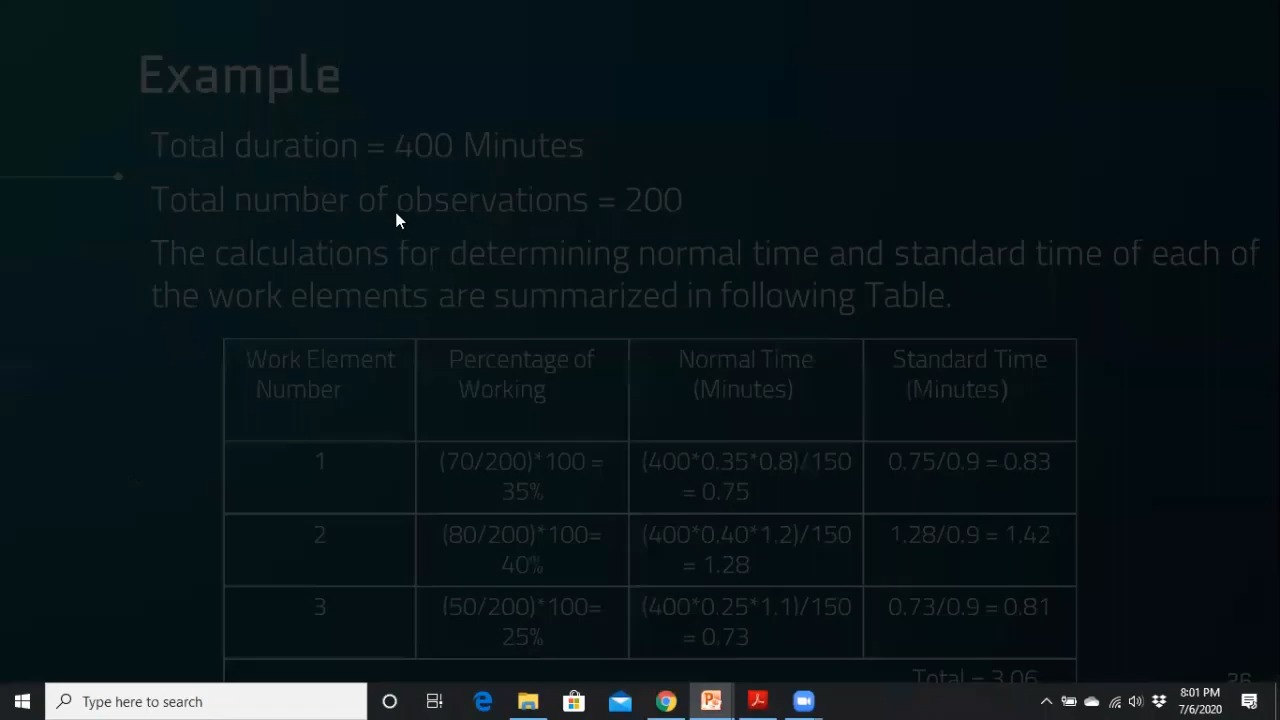 Example
Total duration = 400 Minutes
Total number of observations = 200
The calculations for determining normal time and standard time of each of
the work elements are summarized in following Table.
Work Element Number
Percentage of Working
Normal Time (Minutes)
Standard Time (Minutes)
1
(70/200)*100 = 35%
(400*0.35*0.8)/150 = 0.75
0.75/0.9 = 0.83
2
(80/200)*100= 40%
(400*0.40*1.2)/150 = 1.28
1.28/0.9 = 1.42
3
(50/200)*100= 25%
(400*0.25*1.1)/150 = 0.73
0.73/0.9 = 0.81
Total = 3.06
26
Type here to search
8:01 PM
7/6/2020